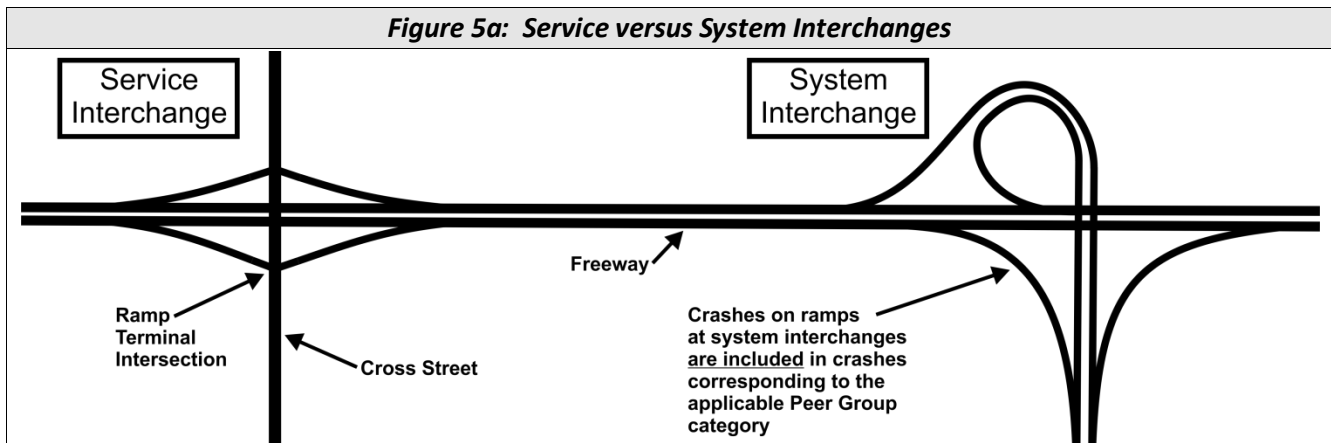 Figure 5a: Service versus System Interchanges
Service
Interchange
System
Interchange
Freeway
Ramp
Terminal
Intersection
Cross Street
Crashes on ramps
at system interchanges
are included in crashes
corresponding to the
applicable Peer Group
category